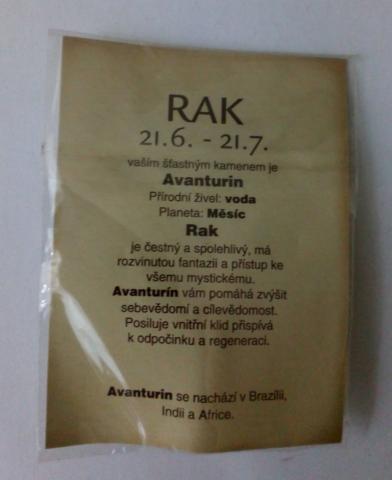 RAK
21.6. - 21.7.
vaším šťastným kamenem je
Avanturin
Přírodní živel: voda
Planeta: Měsíc
Rak
je čestný a spolehlivý, má
rozvinutou fantazii a přístup ke
všemu mystickému.
Avanturín vám pomáhá zvýšit
sebevědomí a cílevědomost.
Posiluje vnitřní klid přispívá
k odpočinku a regeneraci.
Avanturin se nachází v Brazílii,
Indii a Africe.